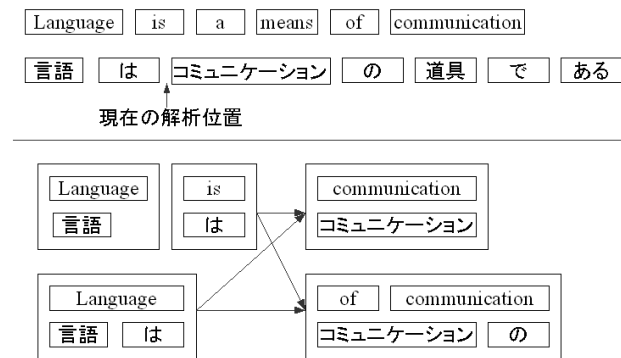 Language is a means of communication
言語 は コミュニケーション の 道具 で ある
現在の解析位置
Language is communication
言語 は コミュニケーション
Language of communication
言語 は コミュニケーション の